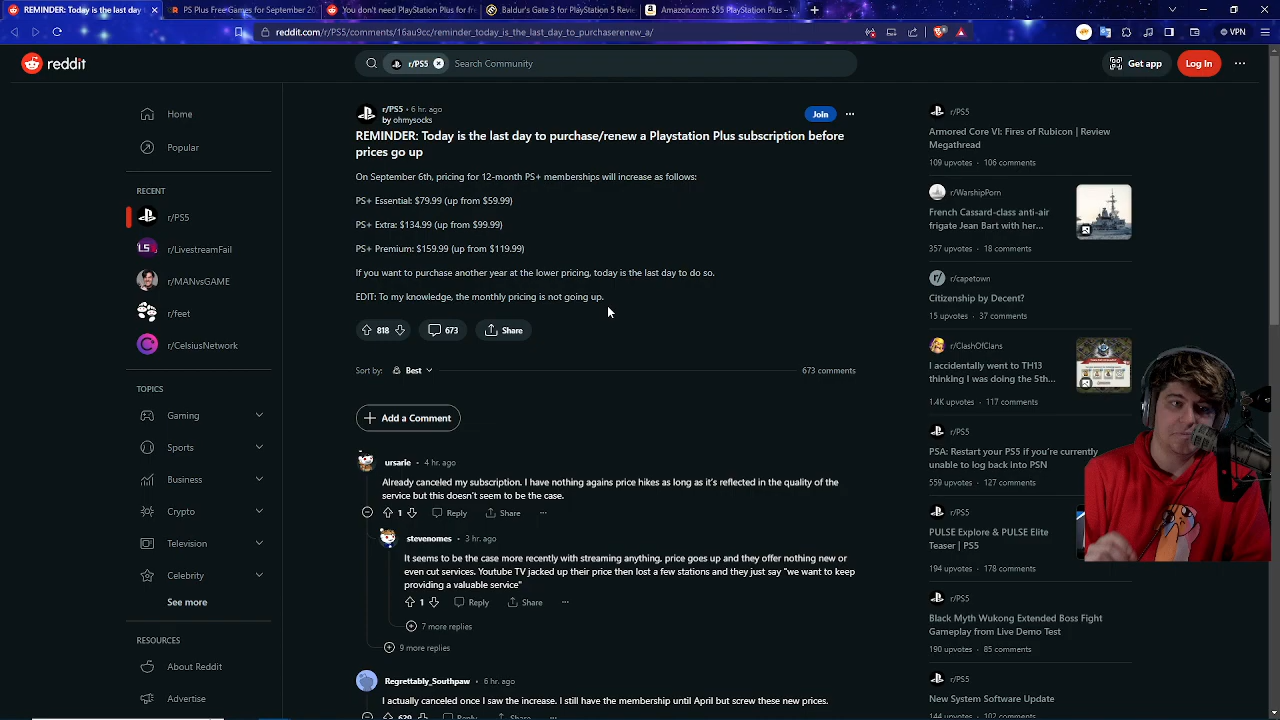 REMINDER: Today is the last day
PS Plus Free Games for September 20
You don't need PlayStation Plus for fr
Baldur's Gate 3 for PlayStation 5 Revi
Amazon.com: $55 PlayStation Plus – V
reddit.com/r/PS5/comments/16au9cc/reminder_today_is_the_last_day_to_purchaserenew_a/
VPN
reddit
r/PS5
Search Community
Get app
Log In
Home
Popular
RECENT
r/PS5
r/LivestreamFail
r/MANvsGAME
r/feet
r/CelsiusNetwork
TOPICS
Gaming
Sports
Business
Crypto
Television
Celebrity
See more
RESOURCES
About Reddit
Advertise
r/PS5 • 6 hr. ago
by ohmysocks
Join
REMINDER: Today is the last day to purchase/renew a Playstation Plus subscription before
prices go up
On September 6th, pricing for 12-month PS+ memberships will increase as follows:
PS+ Essential: $79.99 (up from $59.99)
PS+ Extra: $134.99 (up from $99.99)
PS+ Premium: $159.99 (up from $119.99)
If you want to purchase another year at the lower pricing, today is the last day to do so.
EDIT: To my knowledge, the monthly pricing is not going up.
818
673
Share
Sort by: Best
673 comments
Add a Comment
ursarle • 4 hr. ago
Already canceled my subscription. I have nothing agains price hikes as long as it's reflected in the quality of the
service but this doesn't seem to be the case.
1
Reply
Share
stevenomes • 3 hr. ago
It seems to be the case more recently with streaming anything, price goes up and they offer nothing new or
even cut services. Youtube TV jacked up their price then lost a few stations and they just say "we want to keep
providing a valuable service"
1
Reply
Share
7 more replies
9 more replies
Regrettably_Southpaw • 6 hr. ago
I actually canceled once I saw the increase. I still have the membership until April but screw these new prices.
Reply
Share
r/PS5
Armored Core VI: Fires of Rubicon | Review
Megathread
109 upvotes · 106 comments
r/WarshipPorn
French Cassard-class anti-air
frigate Jean Bart with her...
357 upvotes · 18 comments
r/capetown
Citizenship by Decent?
15 upvotes · 37 comments
r/ClashOfClans
I accidentally went to TH13
thinking I was doing the 5th...
1.4K upvotes · 117 comments
r/PS5
PSA: Restart your PS5 if you're currently
unable to log back into PSN
559 upvotes · 127 comments
r/PS5
PULSE Explore & PULSE Elite
Teaser | PS5
194 upvotes · 178 comments
r/PS5
Black Myth Wukong Extended Boss Fight
Gameplay from Live Demo Test
190 upvotes · 85 comments
r/PS5
New System Software Update
144 upvotes · 102 comments